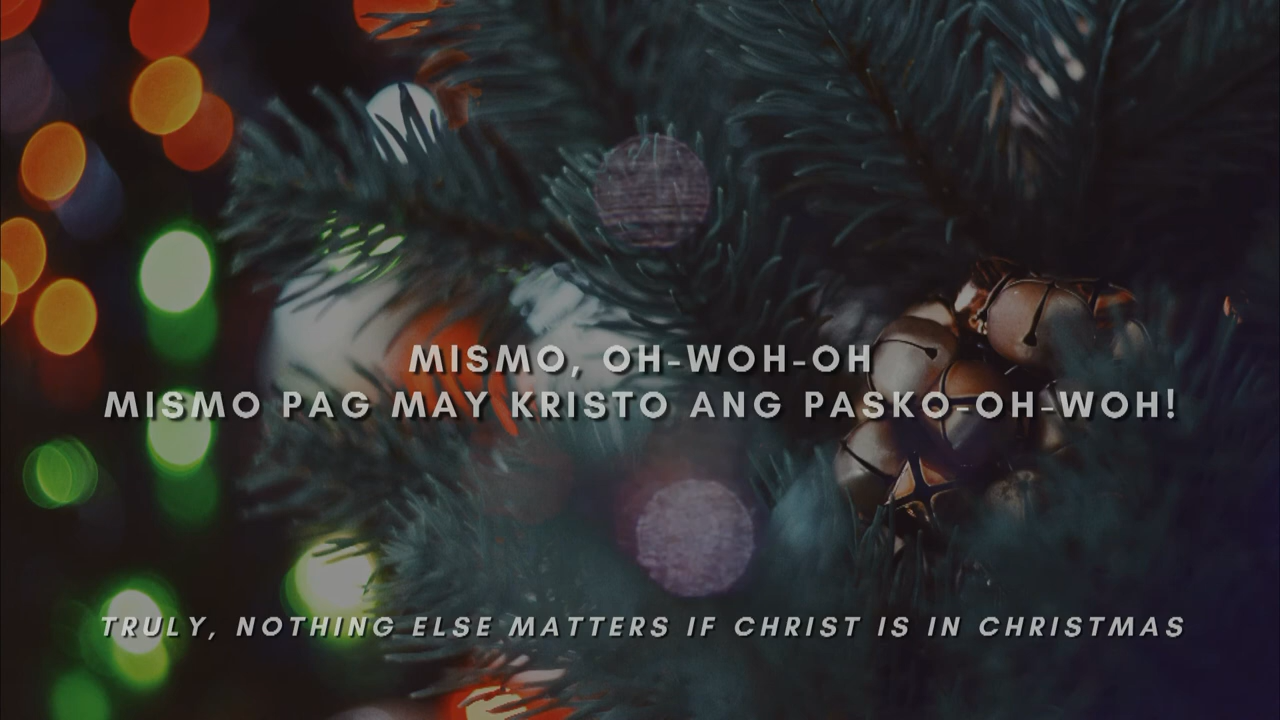 MISMO, OH-WOH-OH
MISMO PAG MAY KRISTO ANG PASKO-OH-WOH!
TRULY, NOTHING ELSE MATTERS IF CHRIST IS IN CHRISTMAS